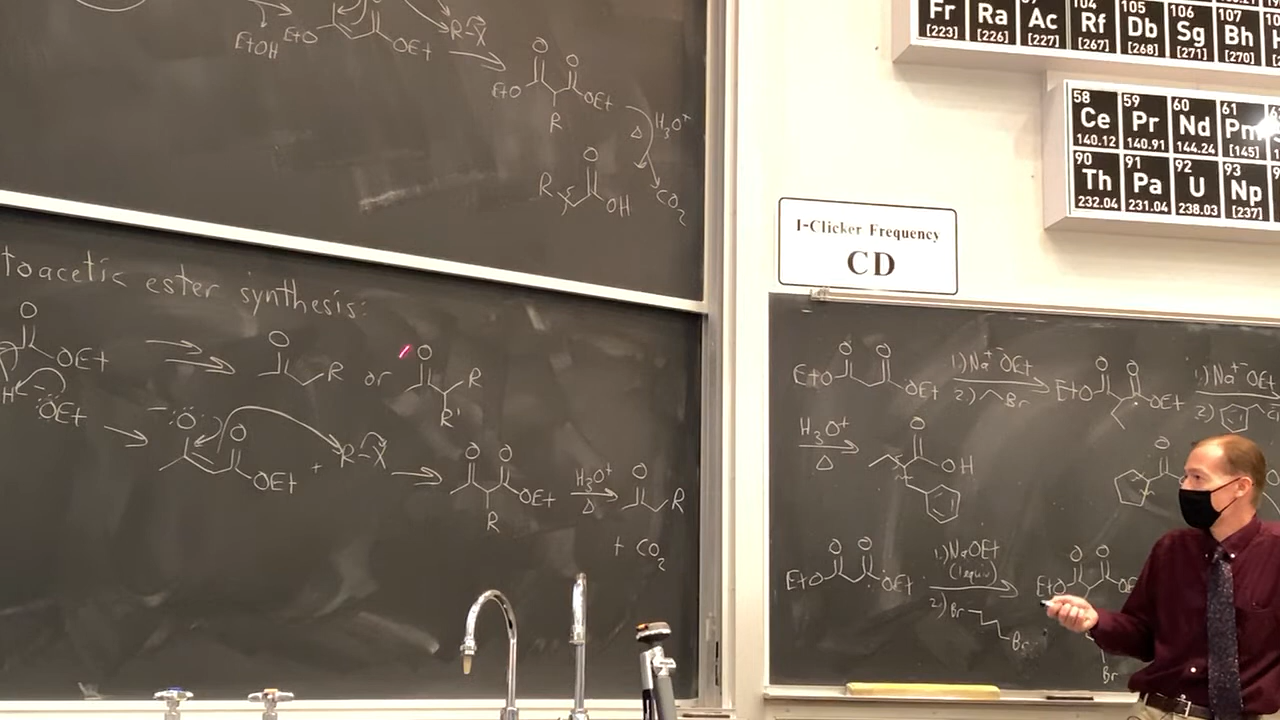 EtOH EtO OEt R-X
O O
EtO OEt
R
H₃O⁺
Δ
O
R OH
CO₂
toacetic ester synthesis:
O
OEt
O
R or
O
R
R'
H
:OEt
O O
OEt + R-X
O O
OEt
R
H₃O⁺
Δ
O
R
+ CO₂
Fr Ra Ac Rf Db Sg Bh
[223] [226] [227] [267] [268] [271] [270]
104 105 106 107
58 59 60 61
Ce Pr Nd Pm
140.12 140.91 144.24 [145]
90 91 92 93
Th Pa U Np
232.04 231.04 238.03 [237]
I-Clicker Frequency
CD
O O
EtO OEt
1.) Na⁺ ⁻OEt
2.) Br
O O
EtO OEt
1.) Na⁺ ⁻OEt
2.)
H₃O⁺
Δ
O
OH
O
O O
EtO OEt
1.) NaOEt
(1 equiv)
2.) Br Br
O O
EtO OE
Br